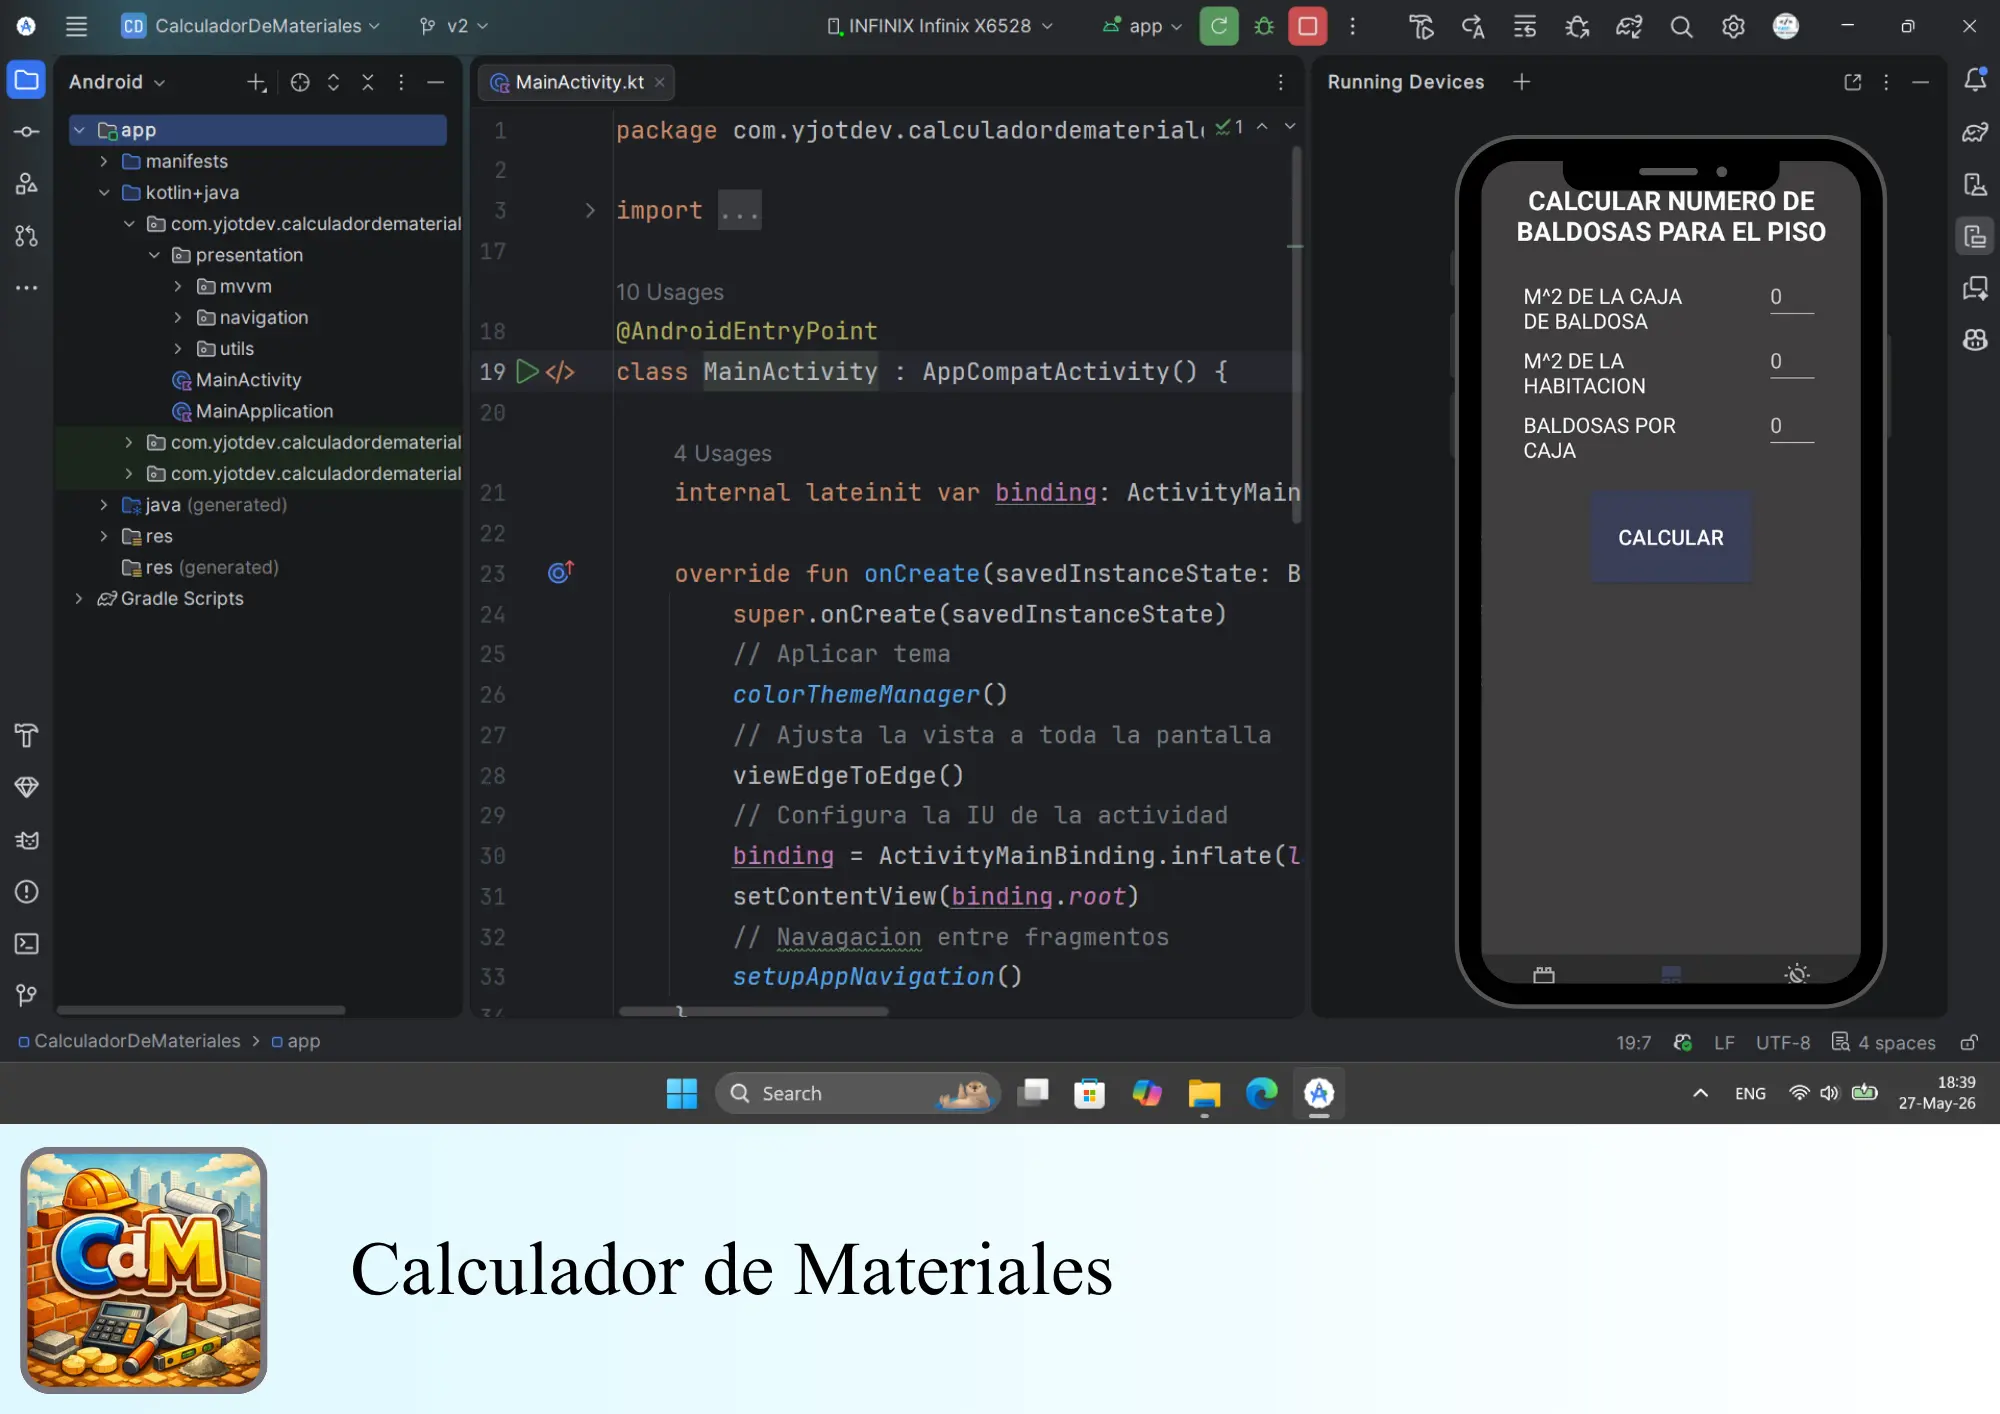 CD CalculadorDeMateriales
v2
INFINIX Infinix X6528
app
Android
MainActivity.kt
Running Devices
app
manifests
kotlin+java
com.yjotdev.calculadordematerial
presentation
mvvm
navigation
utils
MainActivity
MainApplication
com.yjotdev.calculadordematerial
com.yjotdev.calculadordematerial
java (generated)
res
res (generated)
Gradle Scripts
1 package com.yjotdev.calculadordematerial
1
2
3 import ...
17
10 Usages
18 @AndroidEntryPoint
19 class MainActivity : AppCompatActivity() {
20
4 Usages
21 internal lateinit var binding: ActivityMain
22
23 override fun onCreate(savedInstanceState: B
24 super.onCreate(savedInstanceState)
25 // Aplicar tema
26 colorThemeManager()
27 // Ajusta la vista a toda la pantalla
28 viewEdgeToEdge()
29 // Configura la IU de la actividad
30 binding = ActivityMainBinding.inflate(l
31 setContentView(binding.root)
32 // Navagacion entre fragmentos
33 setupAppNavigation()
34 }
CALCULAR NUMERO DE
BALDOSAS PARA EL PISO
M^2 DE LA CAJA
DE BALDOSA
0
M^2 DE LA
HABITACION
0
BALDOSAS POR
CAJA
0
CALCULAR
CalculadorDeMateriales > app
19:7
LF
UTF-8
4 spaces
Search
ENG
18:39
27-May-26
CdM
Calculador de Materiales